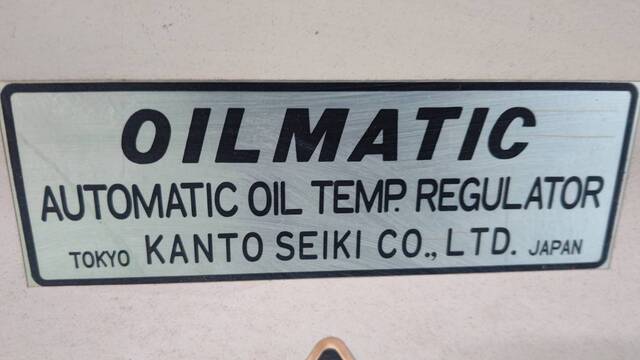 OILMATIC
AUTOMATIC OIL TEMP. REGULATOR
TOKYO KANTO SEIKI CO., LTD. JAPAN